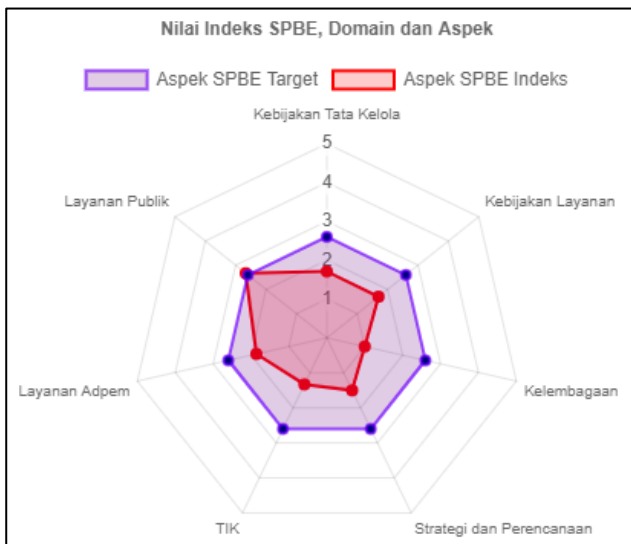 Nilai Indeks SPBE, Domain dan Aspek
Aspek SPBE Target
Aspek SPBE Indeks
Kebijakan Tata Kelola
5
4
3
2
1
Layanan Publik
Kebijakan Layanan
Layanan Adpem
Kelembagaan
TIK
Strategi dan Perencanaan